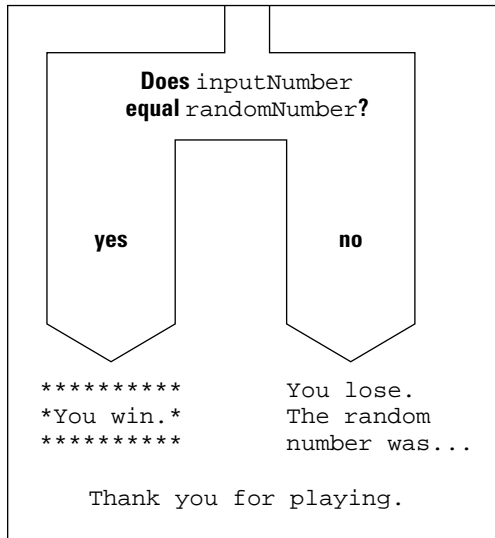 Does inputNumber
equal randomNumber?
yes
no
**********
*You win.*
**********
You lose.
The random
number was...
Thank you for playing.